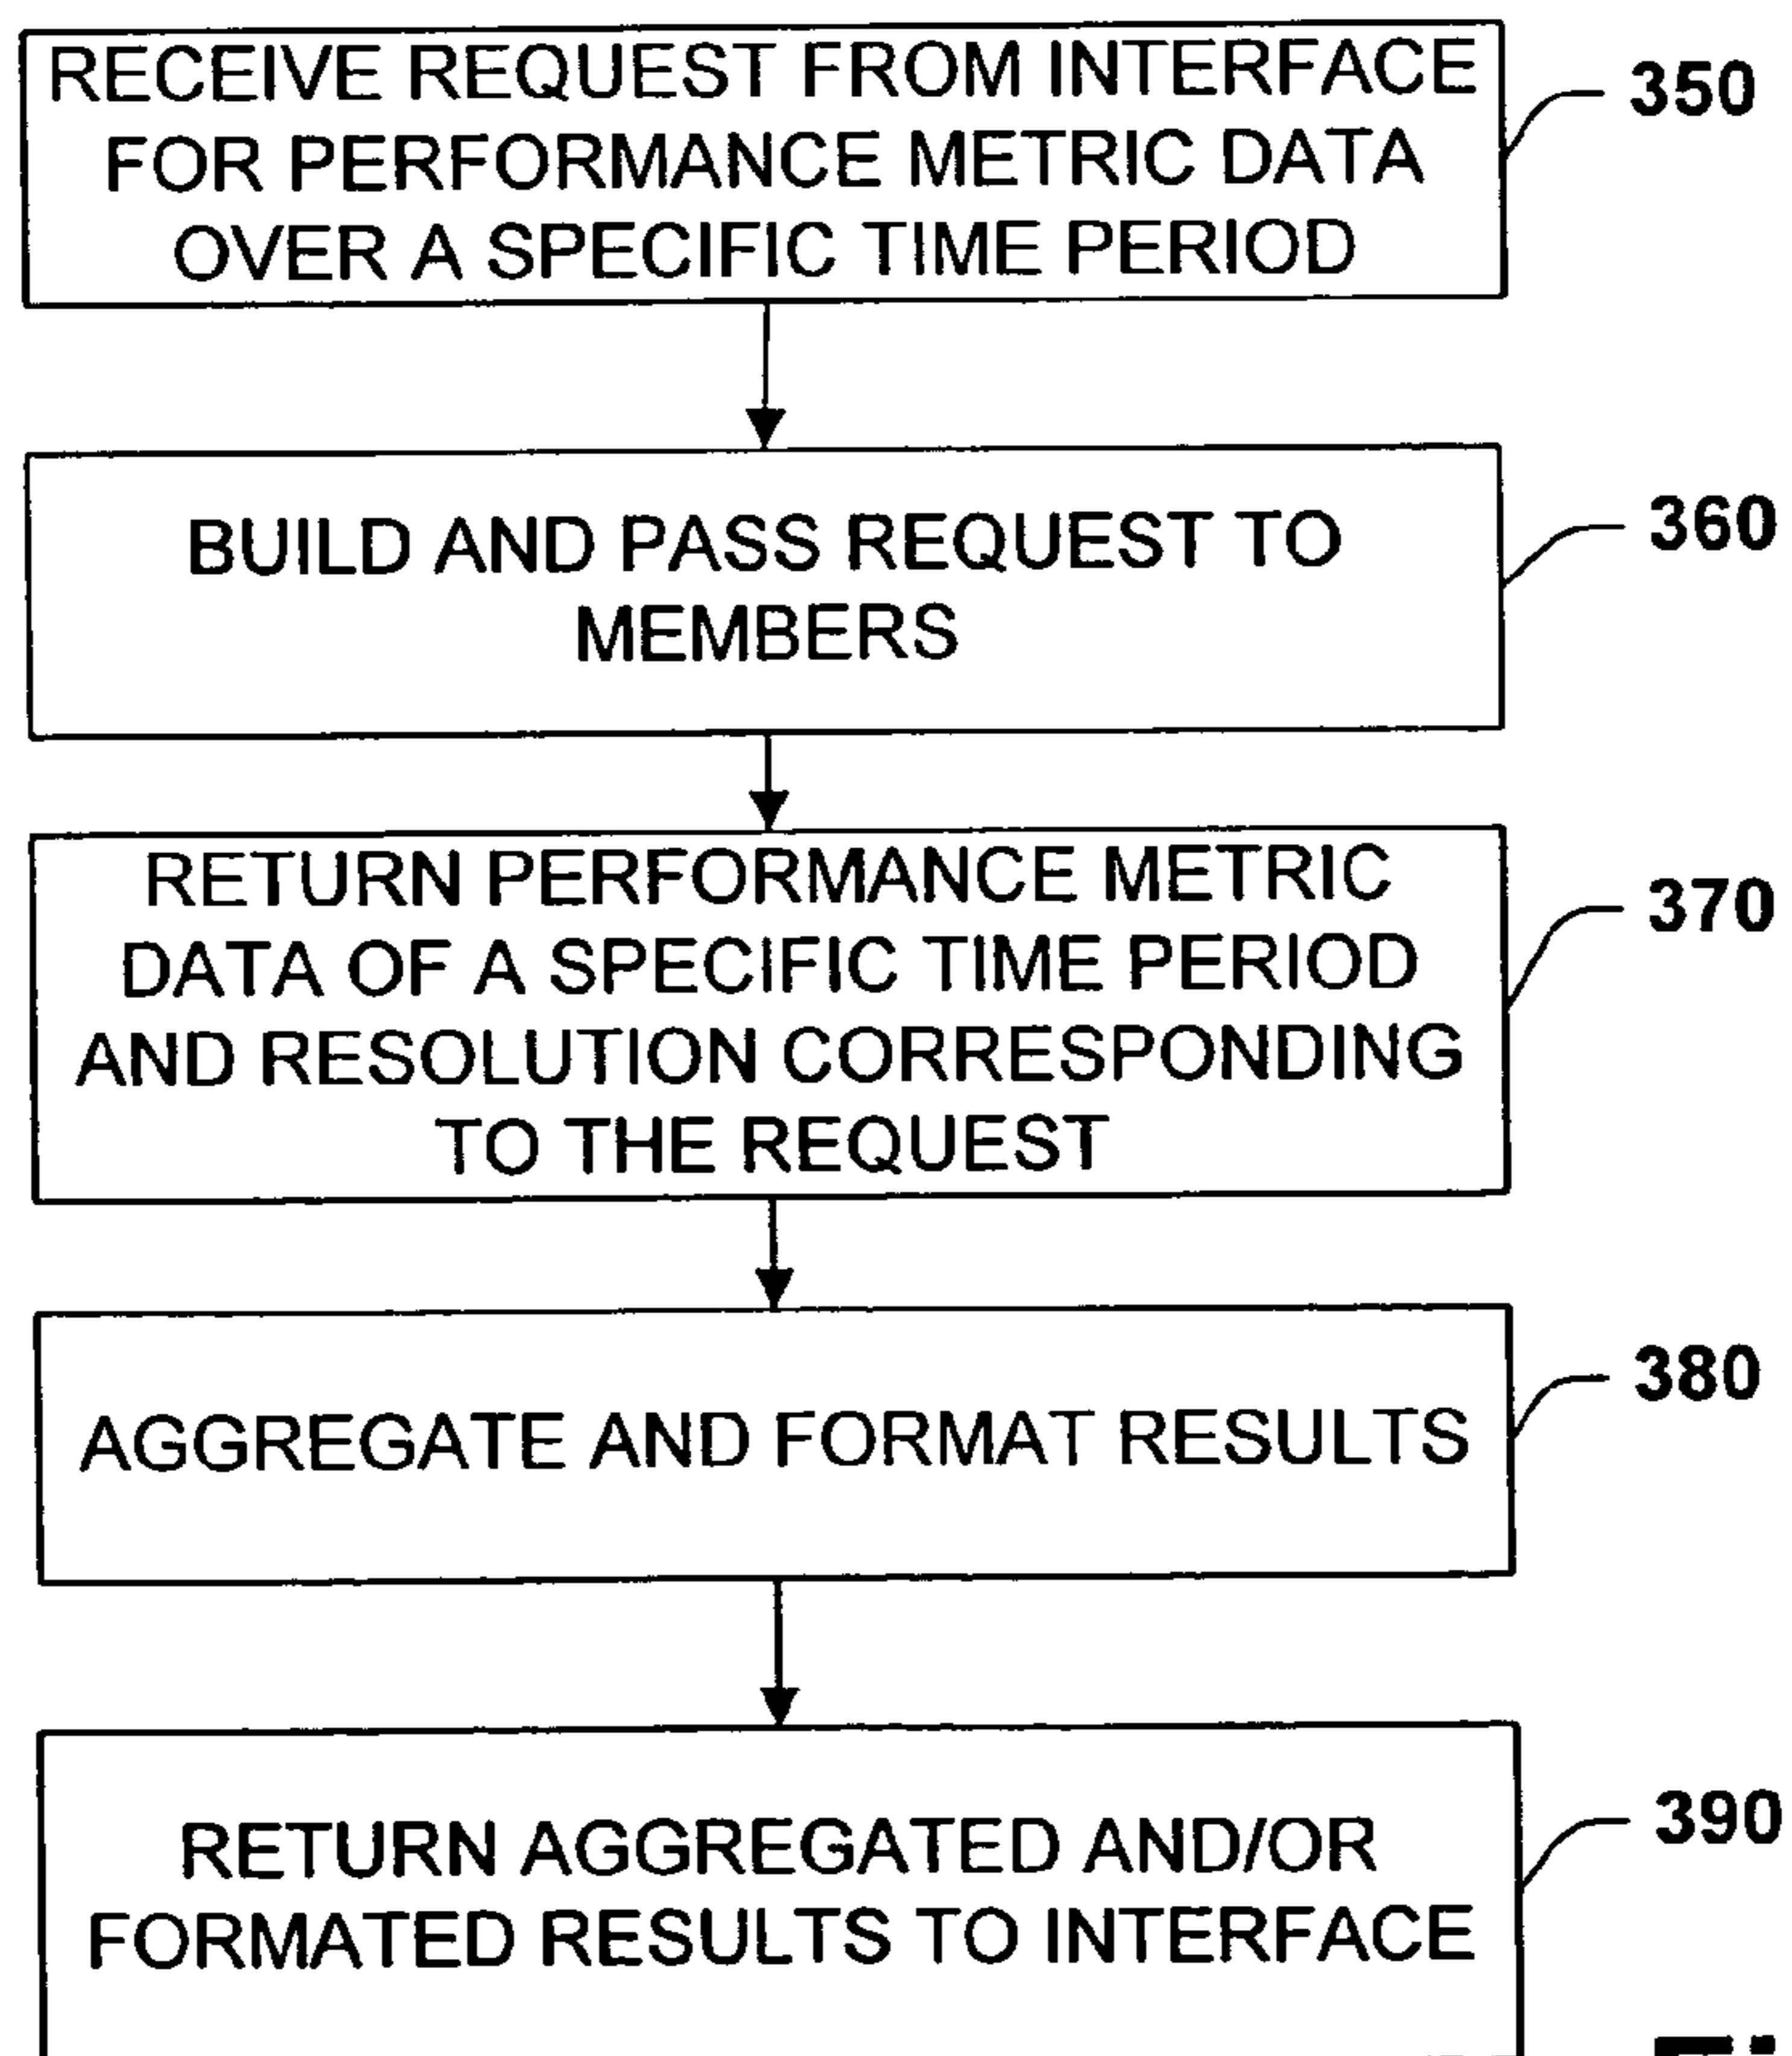 RECEIVE REQUEST FROM INTERFACE
FOR PERFORMANCE METRIC DATA
OVER A SPECIFIC TIME PERIOD
350
BUILD AND PASS REQUEST TO
MEMBERS
360
RETURN PERFORMANCE METRIC
DATA OF A SPECIFIC TIME PERIOD
AND RESOLUTION CORRESPONDING
TO THE REQUEST
370
AGGREGATE AND FORMAT RESULTS
380
RETURN AGGREGATED AND/OR
FORMATED RESULTS TO INTERFACE
390